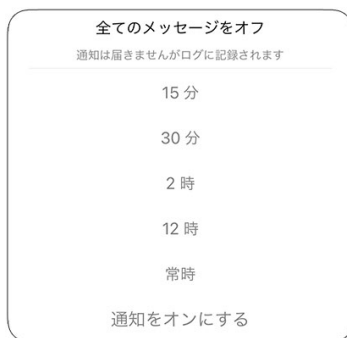 全てのメッセージをオフ
通知は届きませんがログに記録されます
15 分
30 分
2 時
12 時
常時
通知をオンにする